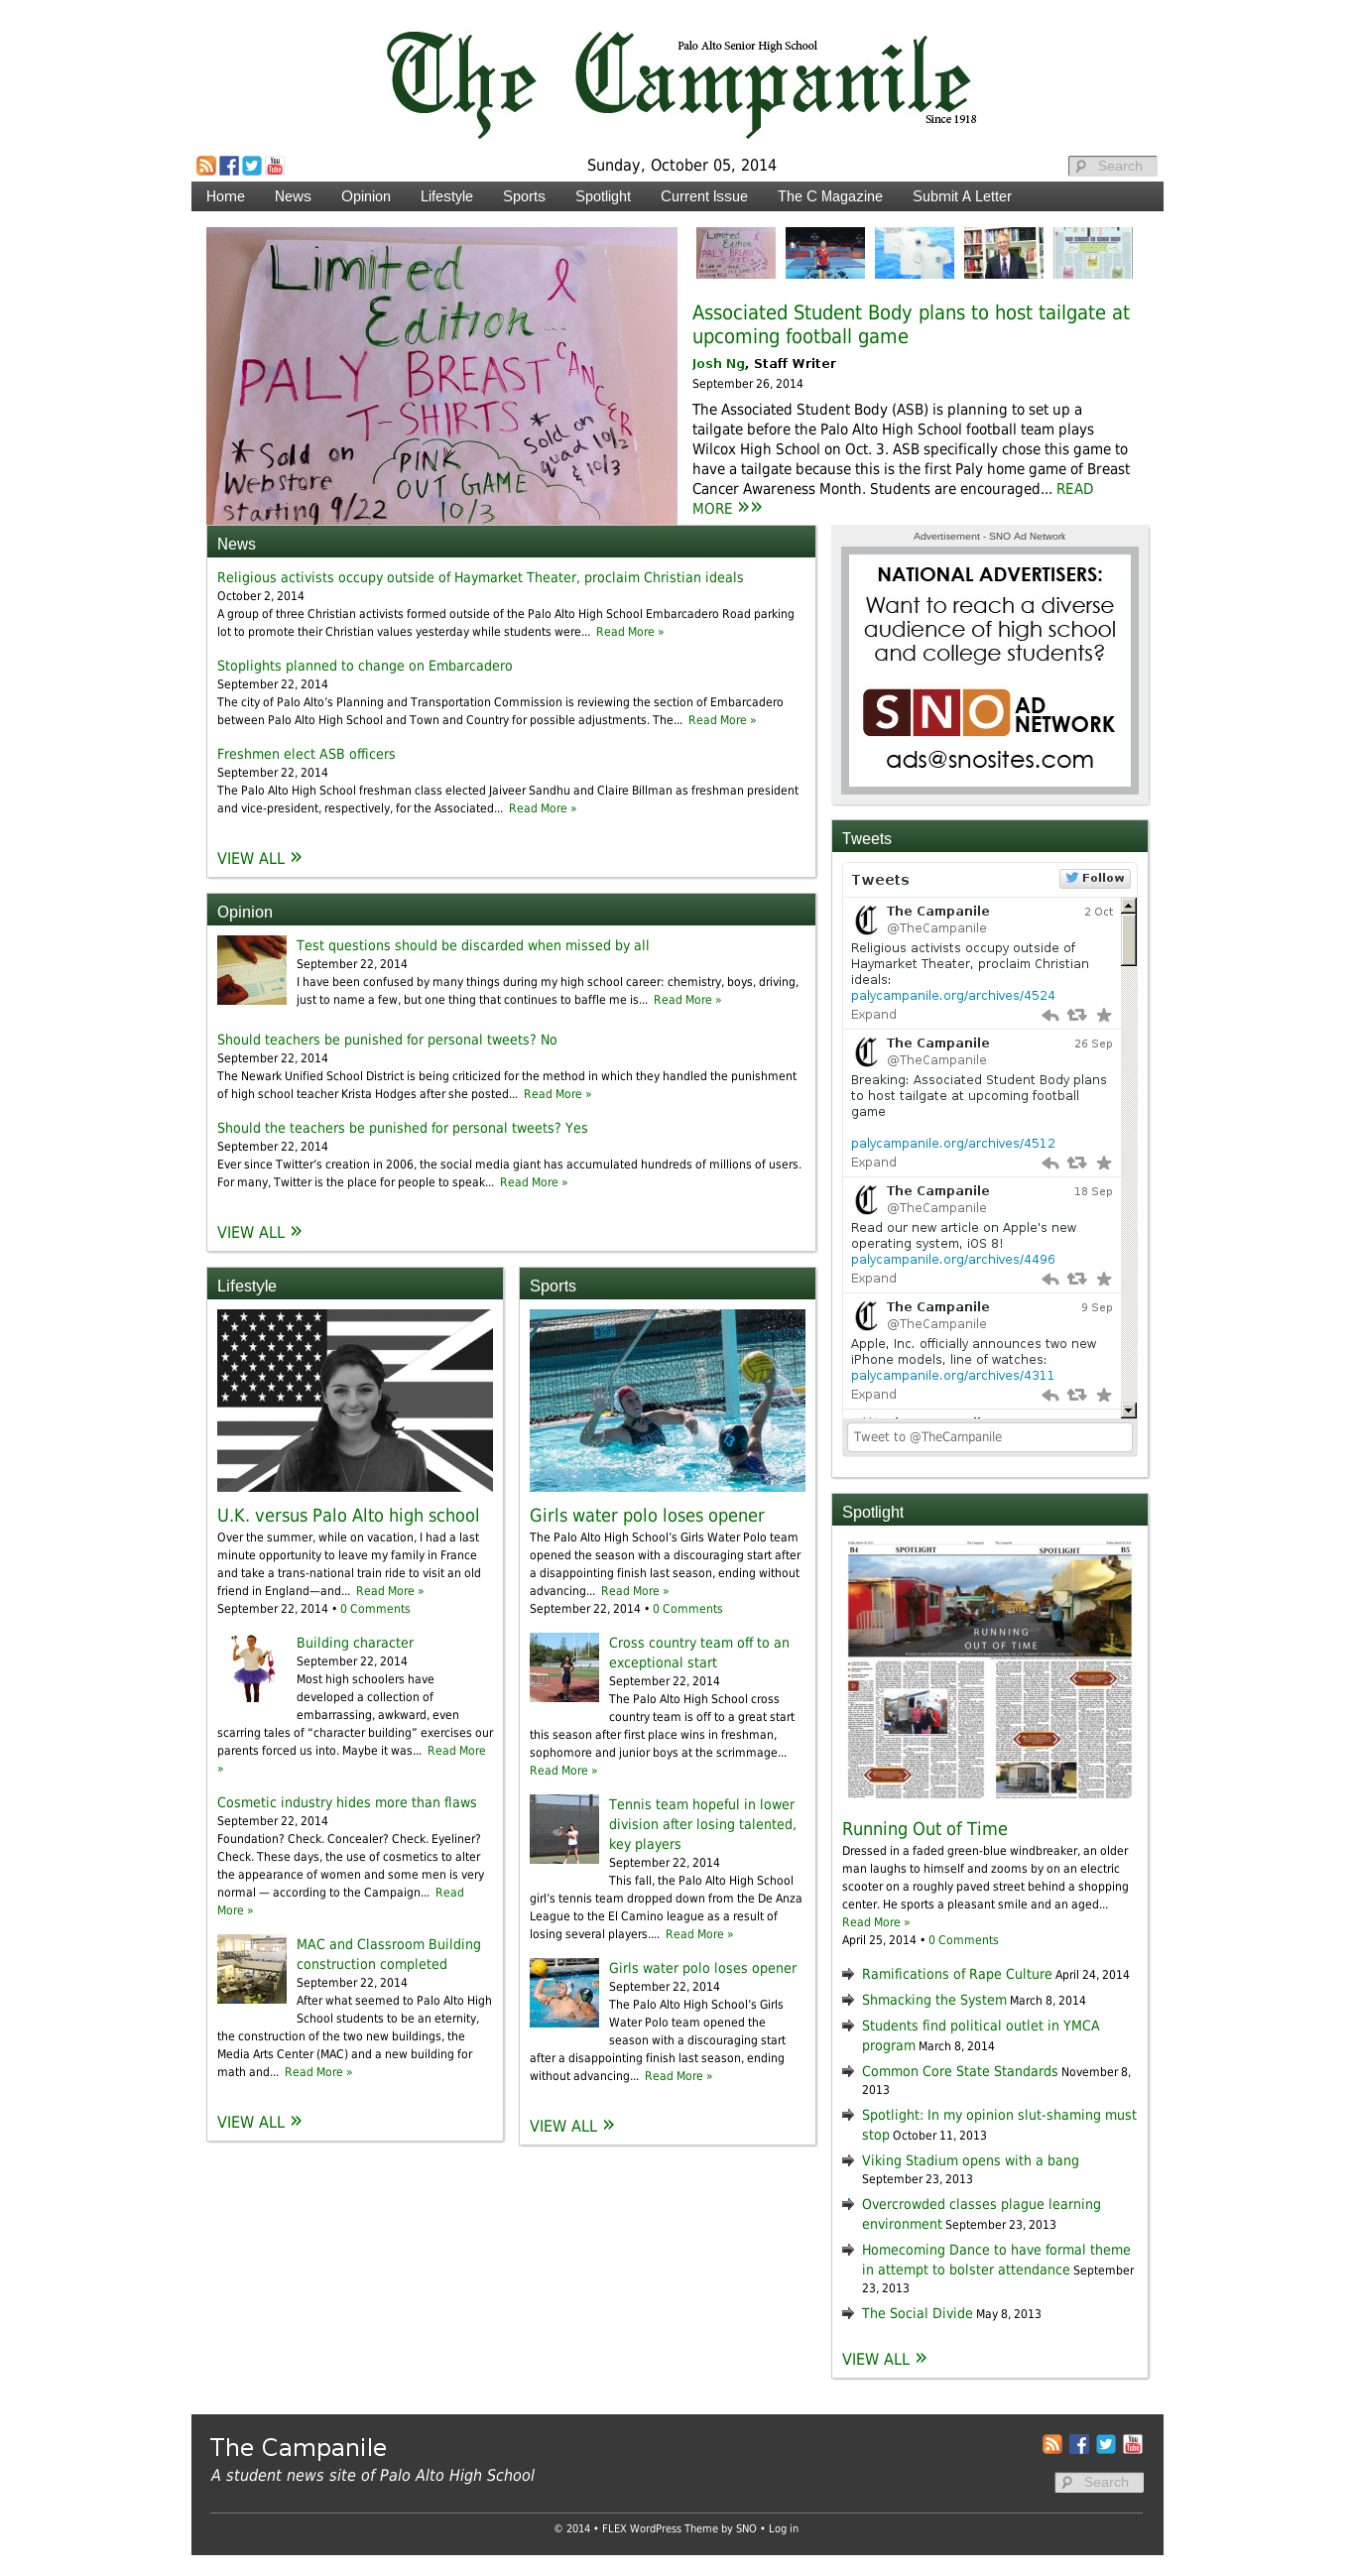 The Campanile
Palo Alto Senior High School
Since 1918
Sunday, October 05, 2014
Search
Home News Opinion Lifestyle Sports Spotlight Current Issue The C Magazine Submit A Letter
Limited
Edition
PALY BREAST CANCER
T-SHIRTS
* Sold on
Webstore
starting 9/22
PINK
OUT GAME
10/3
* Sold on
quad 10/2
& 10/3
Associated Student Body plans to host tailgate at
upcoming football game
Josh Ng, Staff Writer
September 26, 2014
The Associated Student Body (ASB) is planning to set up a
tailgate before the Palo Alto High School football team plays
Wilcox High School on Oct. 3. ASB specifically chose this game to
have a tailgate because this is the first Paly home game of Breast
Cancer Awareness Month. Students are encouraged... READ
MORE »»
News
Religious activists occupy outside of Haymarket Theater, proclaim Christian ideals
October 2, 2014
A group of three Christian activists formed outside of the Palo Alto High School Embarcadero Road parking
lot to promote their Christian values yesterday while students were... Read More »
Stoplights planned to change on Embarcadero
September 22, 2014
The city of Palo Alto’s Planning and Transportation Commission is reviewing the section of Embarcadero
between Palo Alto High School and Town and Country for possible adjustments. The... Read More »
Freshmen elect ASB officers
September 22, 2014
The Palo Alto High School freshman class elected Jaiveer Sandhu and Claire Billman as freshman president
and vice-president, respectively, for the Associated... Read More »
VIEW ALL »
Opinion
Test questions should be discarded when missed by all
September 22, 2014
I have been confused by many things during my high school career: chemistry, boys, driving,
just to name a few, but one thing that continues to baffle me is... Read More »
Should teachers be punished for personal tweets? No
September 22, 2014
The Newark Unified School District is being criticized for the method in which they handled the punishment
of high school teacher Krista Hodges after she posted... Read More »
Should the teachers be punished for personal tweets? Yes
September 22, 2014
Ever since Twitter’s creation in 2006, the social media giant has accumulated hundreds of millions of users.
For many, Twitter is the place for people to speak... Read More »
VIEW ALL »
Lifestyle
U.K. versus Palo Alto high school
Over the summer, while on vacation, I had a last
minute opportunity to leave my family in France
and take a trans-national train ride to visit an old
friend in England—and... Read More »
September 22, 2014 • 0 Comments
Building character
September 22, 2014
Most high schoolers have
developed a collection of
embarrassing, awkward, even
scarring tales of “character building” exercises our
parents forced us into. Maybe it was... Read More
»
Cosmetic industry hides more than flaws
September 22, 2014
Foundation? Check. Concealer? Check. Eyeliner?
Check. These days, the use of cosmetics to alter
the appearance of women and some men is very
normal — according to the Campaign... Read
More »
MAC and Classroom Building
construction completed
September 22, 2014
After what seemed to Palo Alto High
School students to be an eternity,
the construction of the two new buildings, the
Media Arts Center (MAC) and a new building for
math and... Read More »
VIEW ALL »
Sports
Girls water polo loses opener
The Palo Alto High School’s Girls Water Polo team
opened the season with a discouraging start after
a disappointing finish last season, ending without
advancing... Read More »
September 22, 2014 • 0 Comments
Cross country team off to an
exceptional start
September 22, 2014
The Palo Alto High School cross
country team is off to a great start
this season after first place wins in freshman,
sophomore and junior boys at the scrimmage...
Read More »
Tennis team hopeful in lower
division after losing talented,
key players
September 22, 2014
This fall, the Palo Alto High School
girl’s tennis team dropped down from the De Anza
League to the El Camino league as a result of
losing several players.... Read More »
Girls water polo loses opener
September 22, 2014
The Palo Alto High School’s Girls
Water Polo team opened the
season with a discouraging start
after a disappointing finish last season, ending
without advancing... Read More »
VIEW ALL »
Advertisement - SNO Ad Network
NATIONAL ADVERTISERS:
Want to reach a diverse
audience of high school
and college students?
SNO AD
NETWORK
ads@snosites.com
Tweets
Tweets Follow
The Campanile 2 Oct
@TheCampanile
Religious activists occupy outside of
Haymarket Theater, proclaim Christian
ideals:
palycampanile.org/archives/4524
Expand
The Campanile 26 Sep
@TheCampanile
Breaking: Associated Student Body plans
to host tailgate at upcoming football
game
palycampanile.org/archives/4512
Expand
The Campanile 18 Sep
@TheCampanile
Read our new article on Apple's new
operating system, iOS 8!
palycampanile.org/archives/4496
Expand
The Campanile 9 Sep
@TheCampanile
Apple, Inc. officially announces two new
iPhone models, line of watches:
palycampanile.org/archives/4311
Expand
Tweet to @TheCampanile
Spotlight
B4 SPOTLIGHT SPOTLIGHT B5
RUNNING
OUT OF TIME
Running Out of Time
Dressed in a faded green-blue windbreaker, an older
man laughs to himself and zooms by on an electric
scooter on a roughly paved street behind a shopping
center. He sports a pleasant smile and an aged...
Read More »
April 25, 2014 • 0 Comments
Ramifications of Rape Culture April 24, 2014
Shmacking the System March 8, 2014
Students find political outlet in YMCA
program March 8, 2014
Common Core State Standards November 8,
2013
Spotlight: In my opinion slut-shaming must
stop October 11, 2013
Viking Stadium opens with a bang
September 23, 2013
Overcrowded classes plague learning
environment September 23, 2013
Homecoming Dance to have formal theme
in attempt to bolster attendance September
23, 2013
The Social Divide May 8, 2013
VIEW ALL »
The Campanile
A student news site of Palo Alto High School
Search
© 2014 • FLEX WordPress Theme by SNO • Log in